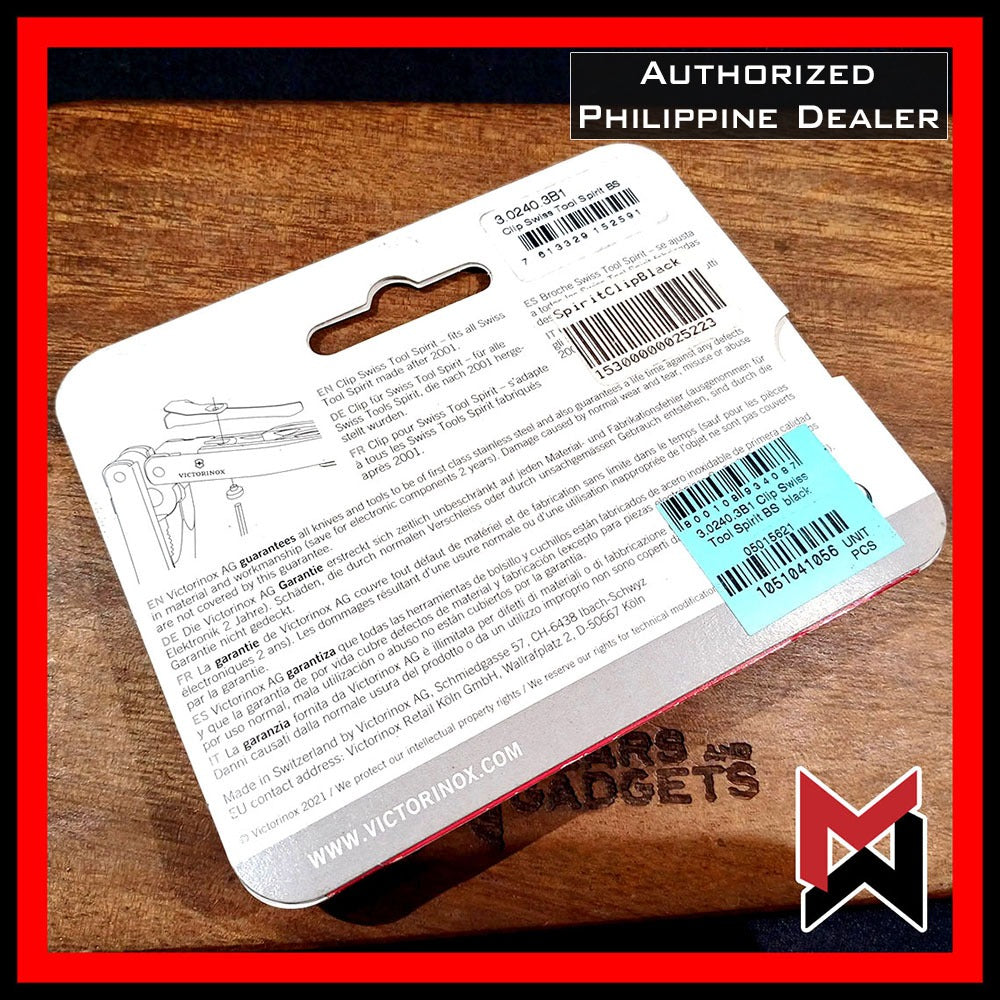 AUTHORIZED
PHILIPPINE DEALER
3.0240.3B1
Clip Swiss Tool Spirit BS
7 613329 152591
ES Broche Swiss Tool Spirit – se ajusta
a todas
SpiritClipBlack
15300000025223
EN Clip Swiss Tool Spirit – fits all Swiss
Tool Spirit made after 2001.
DE Clip für Swiss Tool Spirit – für alle
Swiss Tools Spirit, die nach 2001 herge-
stellt wurden.
FR Clip pour Swiss Tool Spirit – s'adapte
à tous les Swiss Tools Spirit fabriqués
après 2001.
VICTORINOX
EN Victorinox AG guarantees all knives and tools to be of first class stainless steel and also guarantees a life time against any defects
in material and workmanship (save for electronic components 2 years). Damage caused by normal wear and tear, misuse or abuse
are not covered by this guarantee.
DE Die Victorinox AG Garantie erstreckt sich zeitlich unbeschränkt auf jeden Material- und Fabrikationsfehler (ausgenommen für
Elektronik 2 Jahre). Schäden, die durch normalen Verschleiss oder durch unsachgemässen Gebrauch entstehen, sind durch die
Garantie nicht gedeckt.
FR La garantie de Victorinox AG couvre tout défaut de matériel et de fabrication sans limite dans le temps (sauf pour les pièces
électroniques 2 ans). Les dommages résultant d'une usure normale ou d'une utilisation inappropriée de l'objet ne sont pas couverts
par la garantie.
ES Victorinox AG garantiza que todas las herramientas de bolsillo y cuchillos están fabricados de acero inoxidable de primera calidad
y que la garantía de por vida cubre defectos de material y fabricación (excepto para piezas
por uso normal, mala utilización o abuso no están cubiertos por la garantía.
IT La garanzia fornita da Victorinox AG è illimitata per difetti di materiali o di fabbricazione
Danni causati dalla normale usura del prodotto o da un utilizzo improprio non sono coperti
Made in Switzerland by Victorinox AG, Schmiedgasse 57, CH-6438 Ibach-Schwyz
EU contact address: Victorinox Retail Köln GmbH, Wallrafplatz 2, D-50667 Köln
© Victorinox 2021 / We protect our intellectual property rights / We reserve our rights for technical modification
WWW.VICTORINOX.COM
800108934087
3.0240.3B1 Clip Swiss
Tool Spirit BS black
05015621
1051041056
UNIT
PCS
AND
GADGETS